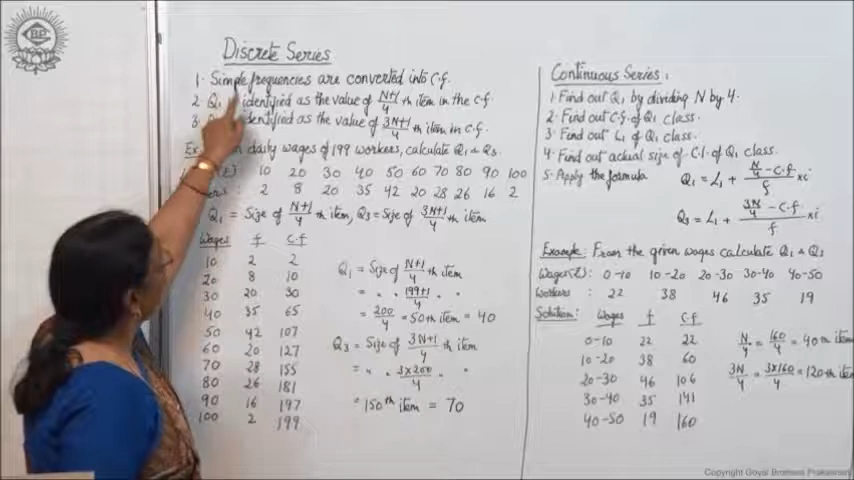 Discrete Series
1. Simple frequencies are converted into C.f.
2. Q₁ identified as the value of N+1/4 th item in the c.f
3. identified as the value of 3N+1/4 th item in c.f.
daily wages of 199 workers, calculate Q₁ & Q₃.
(₹) 10 20 30 40 50 60 70 80 90 100
: 2 8 20 35 42 20 28 26 16 2
Q₁ = Size of N+1/4 th item, Q₃ = Size of 3N+1/4 th item
Wages f C.f
10 2 2
20 8 10
30 20 30
40 35 65
50 42 107
60 20 127
70 28 155
80 26 181
90 16 197
100 2 199
Q₁ = Size of N+1/4 th item
= " " 199+1/4 " "
= 200/4 = 50th item = 40
Q₃ = Size of 3N+1/4 th item
= " " 3×200/4 " "
= 150th item = 70
Continuous Series:
1. Find out Q₁ by dividing N by 4.
2. Find out C.f. of Q₁ class.
3. Find out L₁ of Q₁ class.
4. Find out actual size of C.I. of Q₁ class.
5. Apply the formula Q₁ = L₁ + N/4 - C.f/f × i
Q₃ = L₁ + 3N/4 - C.f/f × i
Example: From the given wages calculate Q₁ & Q₃
Wages(₹): 0-10 10-20 20-30 30-40 40-50
Workers : 22 38 46 35 19
Solution: Wages f C.f
0-10 22 22
10-20 38 60
20-30 46 106
30-40 35 141
40-50 19 160
N/4 = 160/4 = 40th item
3N/4 = 3×160/4 = 120th item
Copyright Goyal Brothers Prakashan